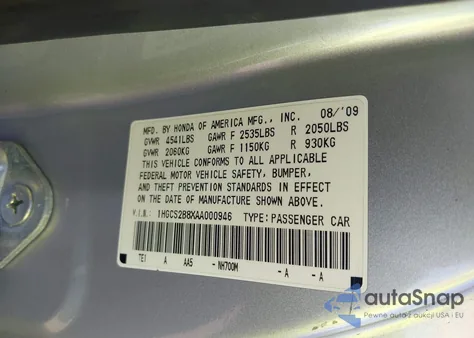 MFD. BY HONDA OF AMERICA MFG., INC. 08/'09
GVWR 4541LBS GAWR F 2535LBS R 2050LBS
GVWR 2060KG GAWR F 1150KG R 930KG
THIS VEHICLE CONFORMS TO ALL APPLICABLE
FEDERAL MOTOR VEHICLE SAFETY, BUMPER,
AND THEFT PREVENTION STANDARDS IN EFFECT
ON THE DATE OF MANUFACTURE SHOWN ABOVE.
V.I.N.: 1HGCS2B8XAA000946 TYPE: PASSENGER CAR
TE1 A AA5 - NH700M - A - A
autoSnap
Pewne auta z aukcji USA i EU